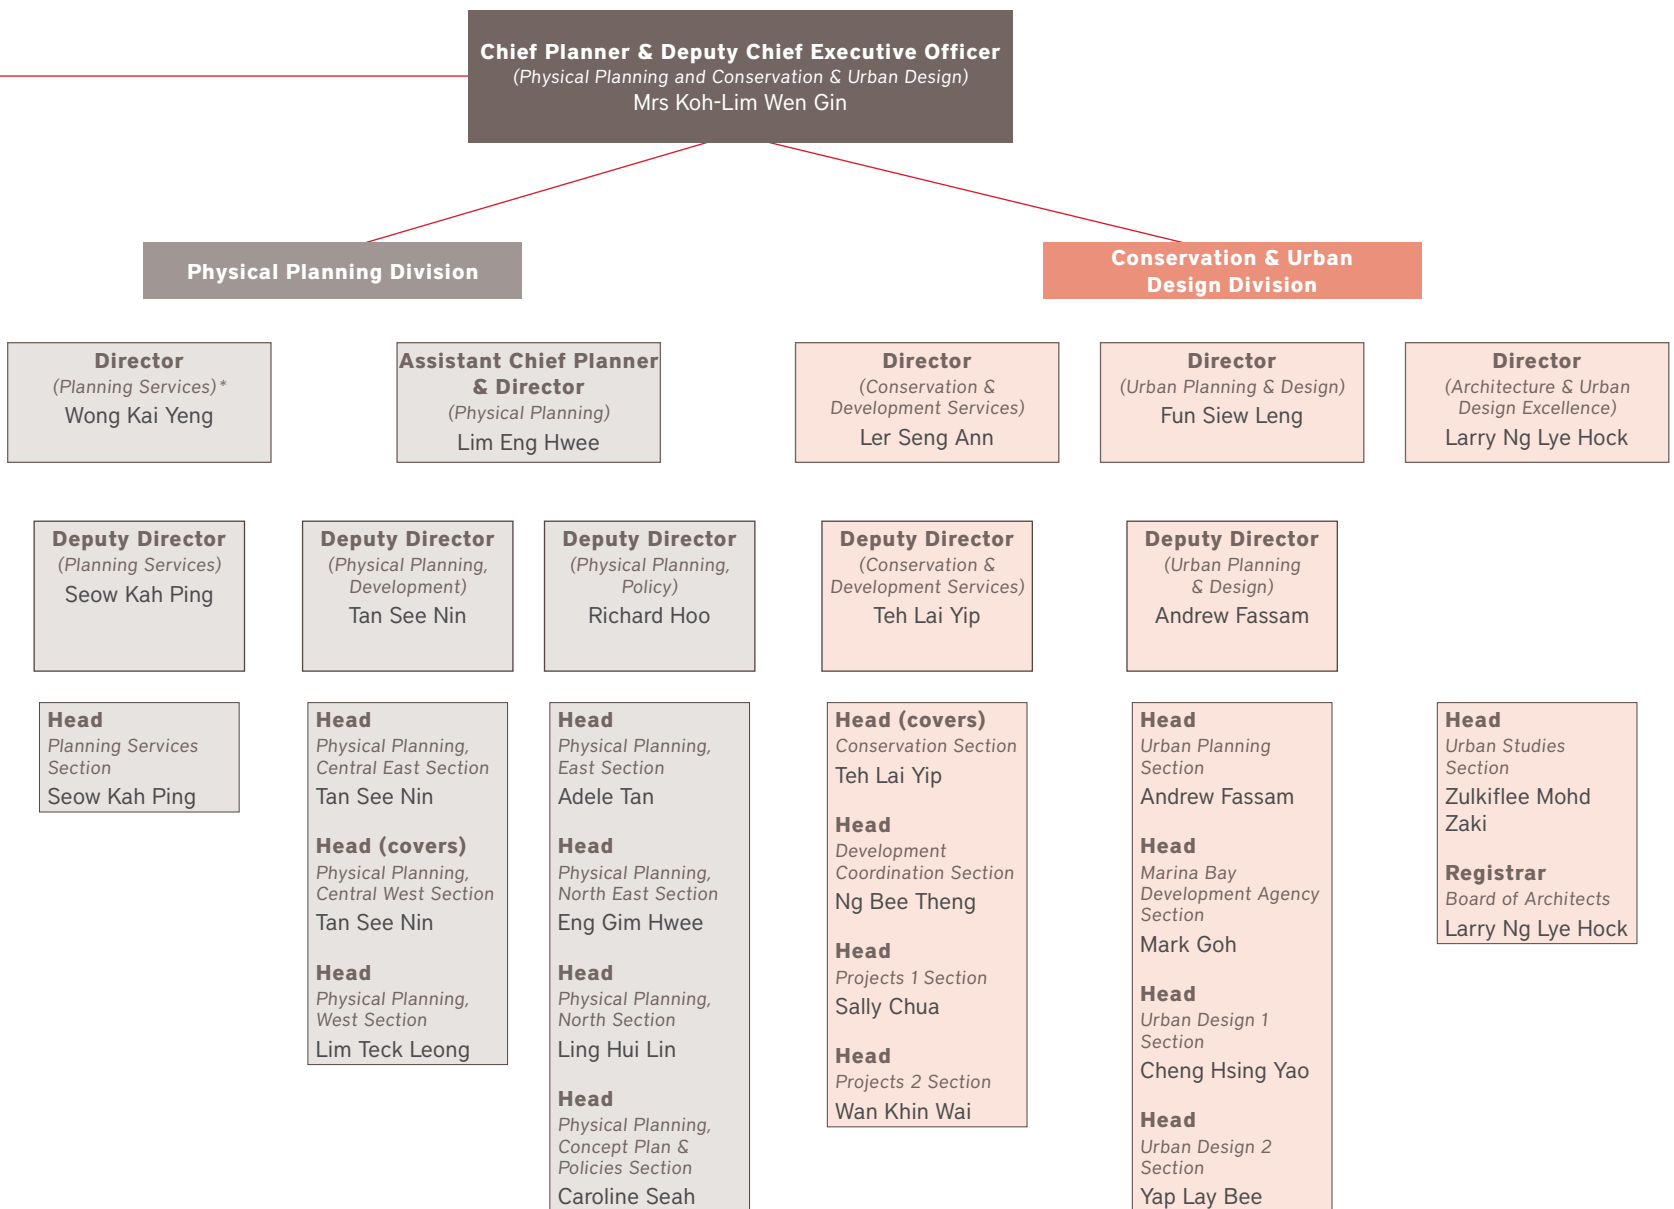 Chief Planner & Deputy Chief Executive Officer
(Physical Planning and Conservation & Urban Design)
Mrs Koh-Lim Wen Gin
Physical Planning Division
Conservation & Urban
Design Division
Director
(Planning Services)*
Wong Kai Yeng
Assistant Chief Planner
& Director
(Physical Planning)
Lim Eng Hwee
Director
(Conservation &
Development Services)
Ler Seng Ann
Director
(Urban Planning & Design)
Fun Siew Leng
Director
(Architecture & Urban
Design Excellence)
Larry Ng Lye Hock
Deputy Director
(Planning Services)
Seow Kah Ping
Deputy Director
(Physical Planning,
Development)
Tan See Nin
Deputy Director
(Physical Planning,
Policy)
Richard Hoo
Deputy Director
(Conservation &
Development Services)
Teh Lai Yip
Deputy Director
(Urban Planning
& Design)
Andrew Fassam
Head
Planning Services
Section
Seow Kah Ping
Head
Physical Planning,
Central East Section
Tan See Nin
Head (covers)
Physical Planning,
Central West Section
Tan See Nin
Head
Physical Planning,
West Section
Lim Teck Leong
Head
Physical Planning,
East Section
Adele Tan
Head
Physical Planning,
North East Section
Eng Gim Hwee
Head
Physical Planning,
North Section
Ling Hui Lin
Head
Physical Planning,
Concept Plan &
Policies Section
Caroline Seah
Head (covers)
Conservation Section
Teh Lai Yip
Head
Development
Coordination Section
Ng Bee Theng
Head
Projects 1 Section
Sally Chua
Head
Projects 2 Section
Wan Khin Wai
Head
Urban Planning
Section
Andrew Fassam
Head
Marina Bay
Development Agency
Section
Mark Goh
Head
Urban Design 1
Section
Cheng Hsing Yao
Head
Urban Design 2
Section
Yap Lay Bee
Head
Urban Studies
Section
Zulkiflee Mohd
Zaki
Registrar
Board of Architects
Larry Ng Lye Hock